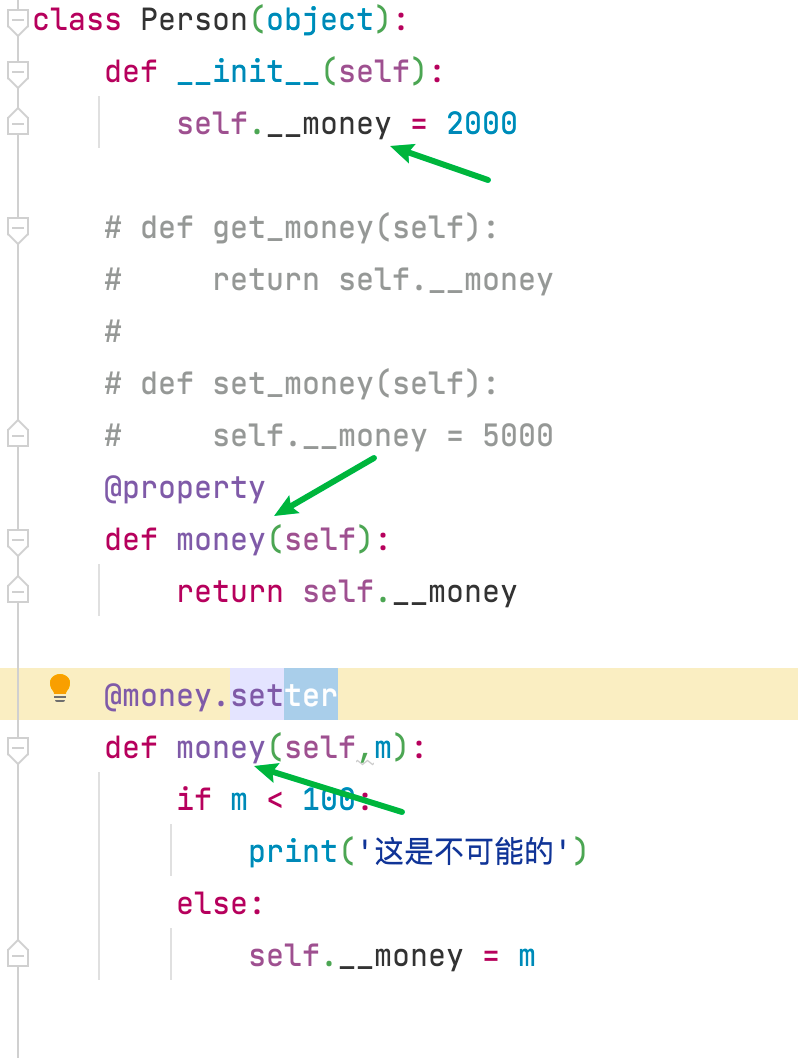 class Person(object):
    def __init__(self):
        self.__money = 2000
    # def get_money(self):
    #     return self.__money
    #
    # def set_money(self):
    #     self.__money = 5000
    @property
    def money(self):
        return self.__money
    @money.setter
    def money(self,m):
        if m < 100:
            print('这是不可能的')
        else:
            self.__money = m